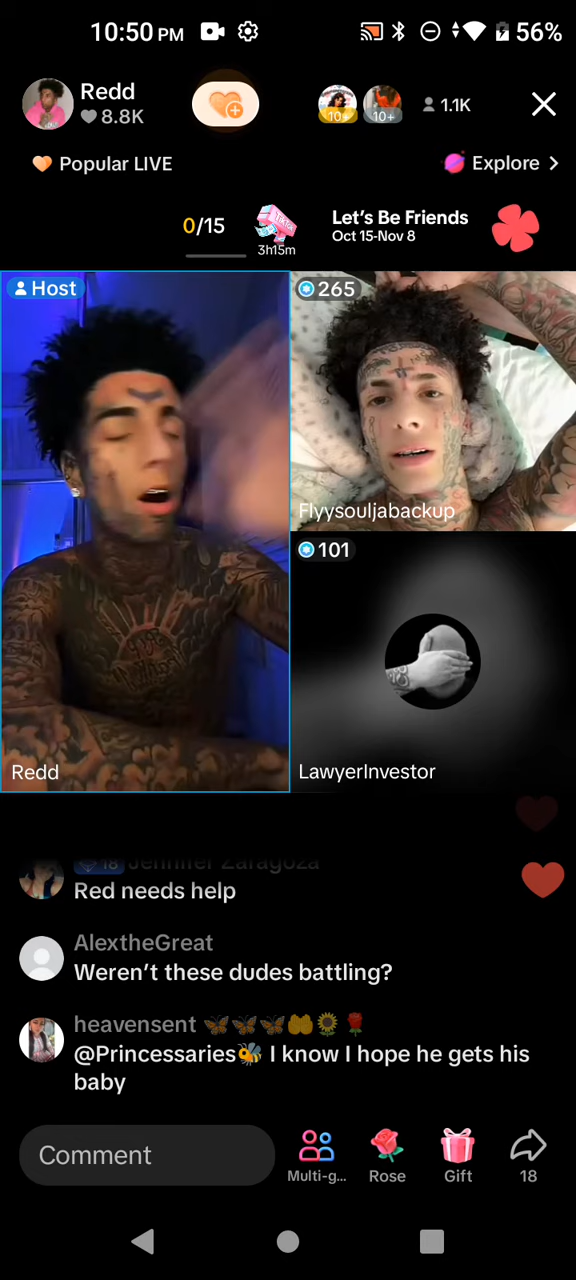 10:50 PM 56%
Redd
8.8K
10+ 10+ 1.1K
Popular LIVE
Explore >
0/15
TikTok
3h15m
Let's Be Friends
Oct 15-Nov 8
Host
265
Flyysouljabackup
101
Redd
LawyerInvestor
18 Jennifer Zaragoza
Red needs help
AlextheGreat
Weren't these dudes battling?
heavensent 🦋🦋🦋🤲🌻🌹
@Princessaries🐝 I know I hope he gets his
baby
Comment
Multi-g...
Rose
Gift
18